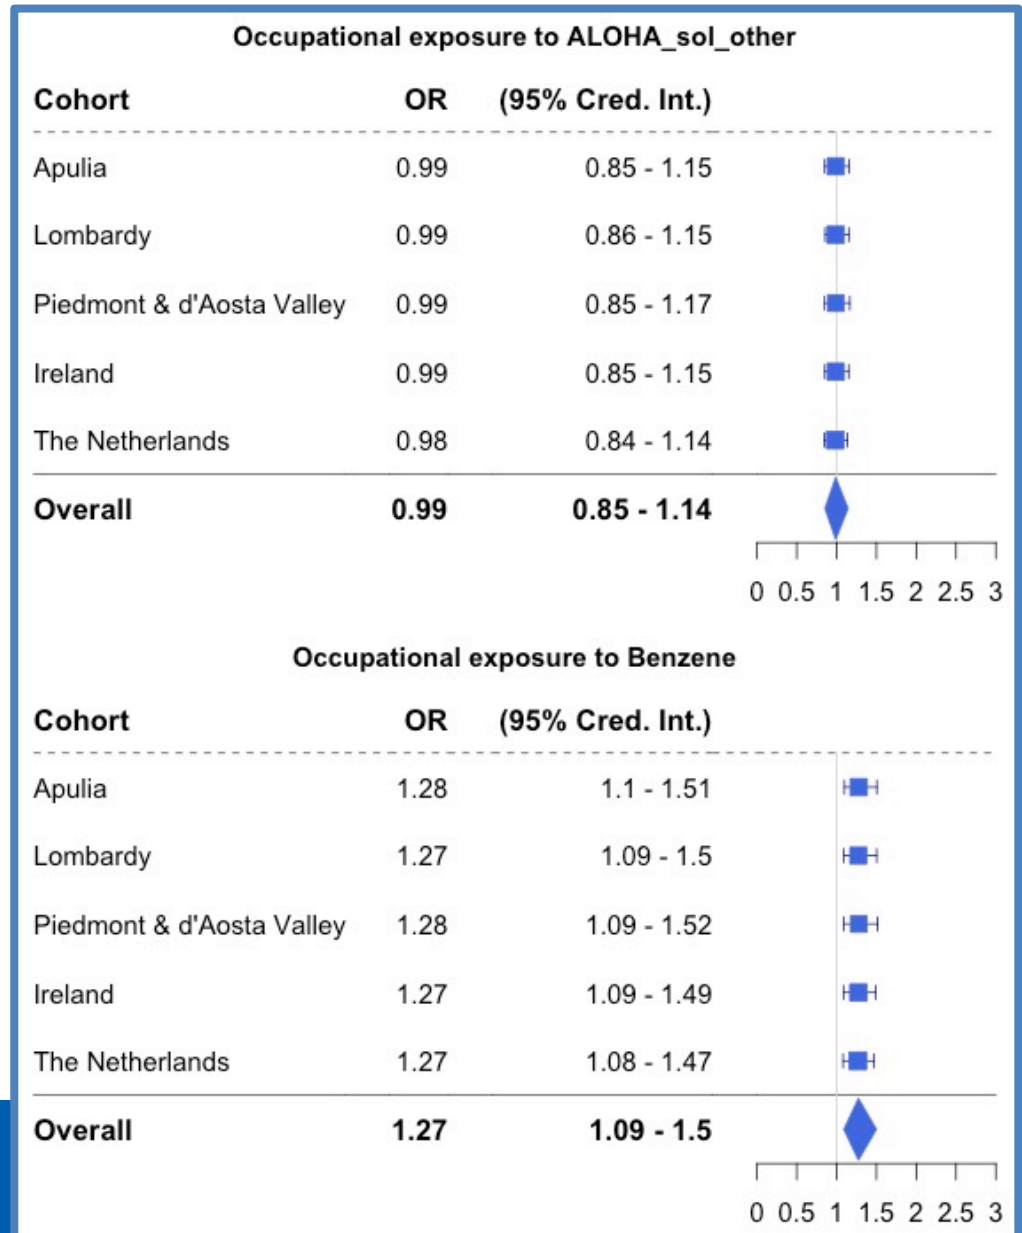 Occupational exposure to ALOHA_sol_other
Cohort OR (95% Cred. Int.)
Apulia 0.99 0.85 - 1.15
Lombardy 0.99 0.86 - 1.15
Piedmont & d'Aosta Valley 0.99 0.85 - 1.17
Ireland 0.99 0.85 - 1.15
The Netherlands 0.98 0.84 - 1.14
Overall 0.99 0.85 - 1.14
0 0.5 1 1.5 2 2.5 3
Occupational exposure to Benzene
Cohort OR (95% Cred. Int.)
Apulia 1.28 1.1 - 1.51
Lombardy 1.27 1.09 - 1.5
Piedmont & d'Aosta Valley 1.28 1.09 - 1.52
Ireland 1.27 1.09 - 1.49
The Netherlands 1.27 1.08 - 1.47
Overall 1.27 1.09 - 1.5
0 0.5 1 1.5 2 2.5 3